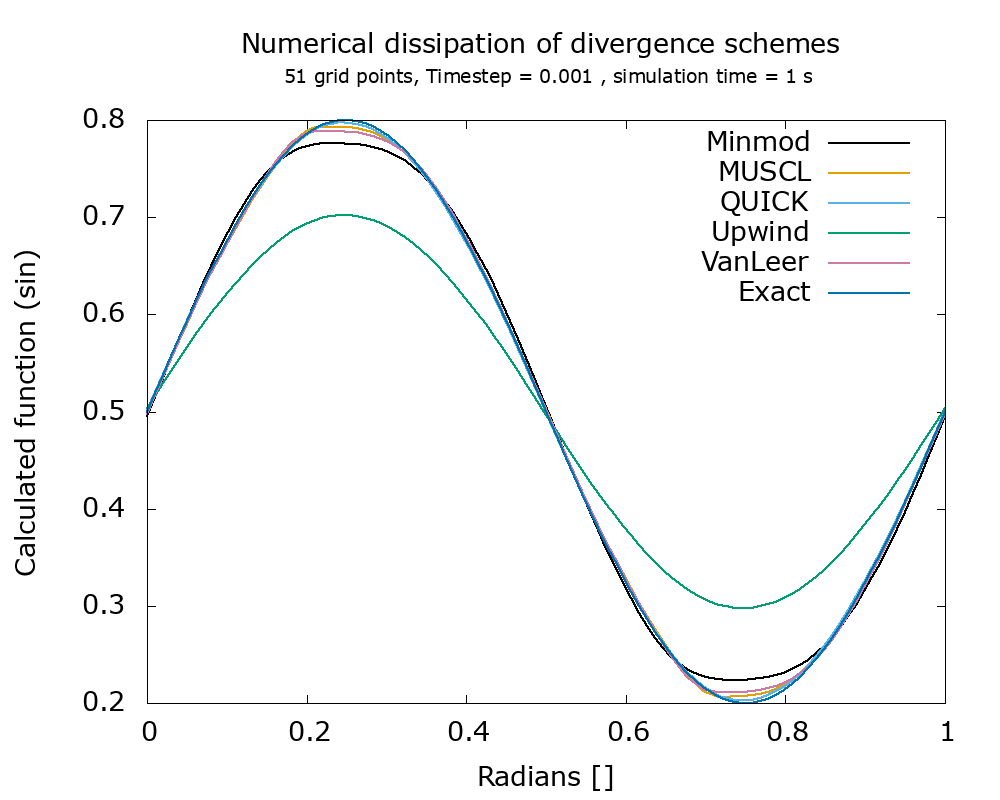 Numerical dissipation of divergence schemes
51 grid points, Timestep = 0.001 , simulation time = 1 s
Calculated function (sin)
0.8
0.7
0.6
0.5
0.4
0.3
0.2
Minmod
MUSCL
QUICK
Upwind
VanLeer
Exact
0 0.2 0.4 0.6 0.8 1
Radians []